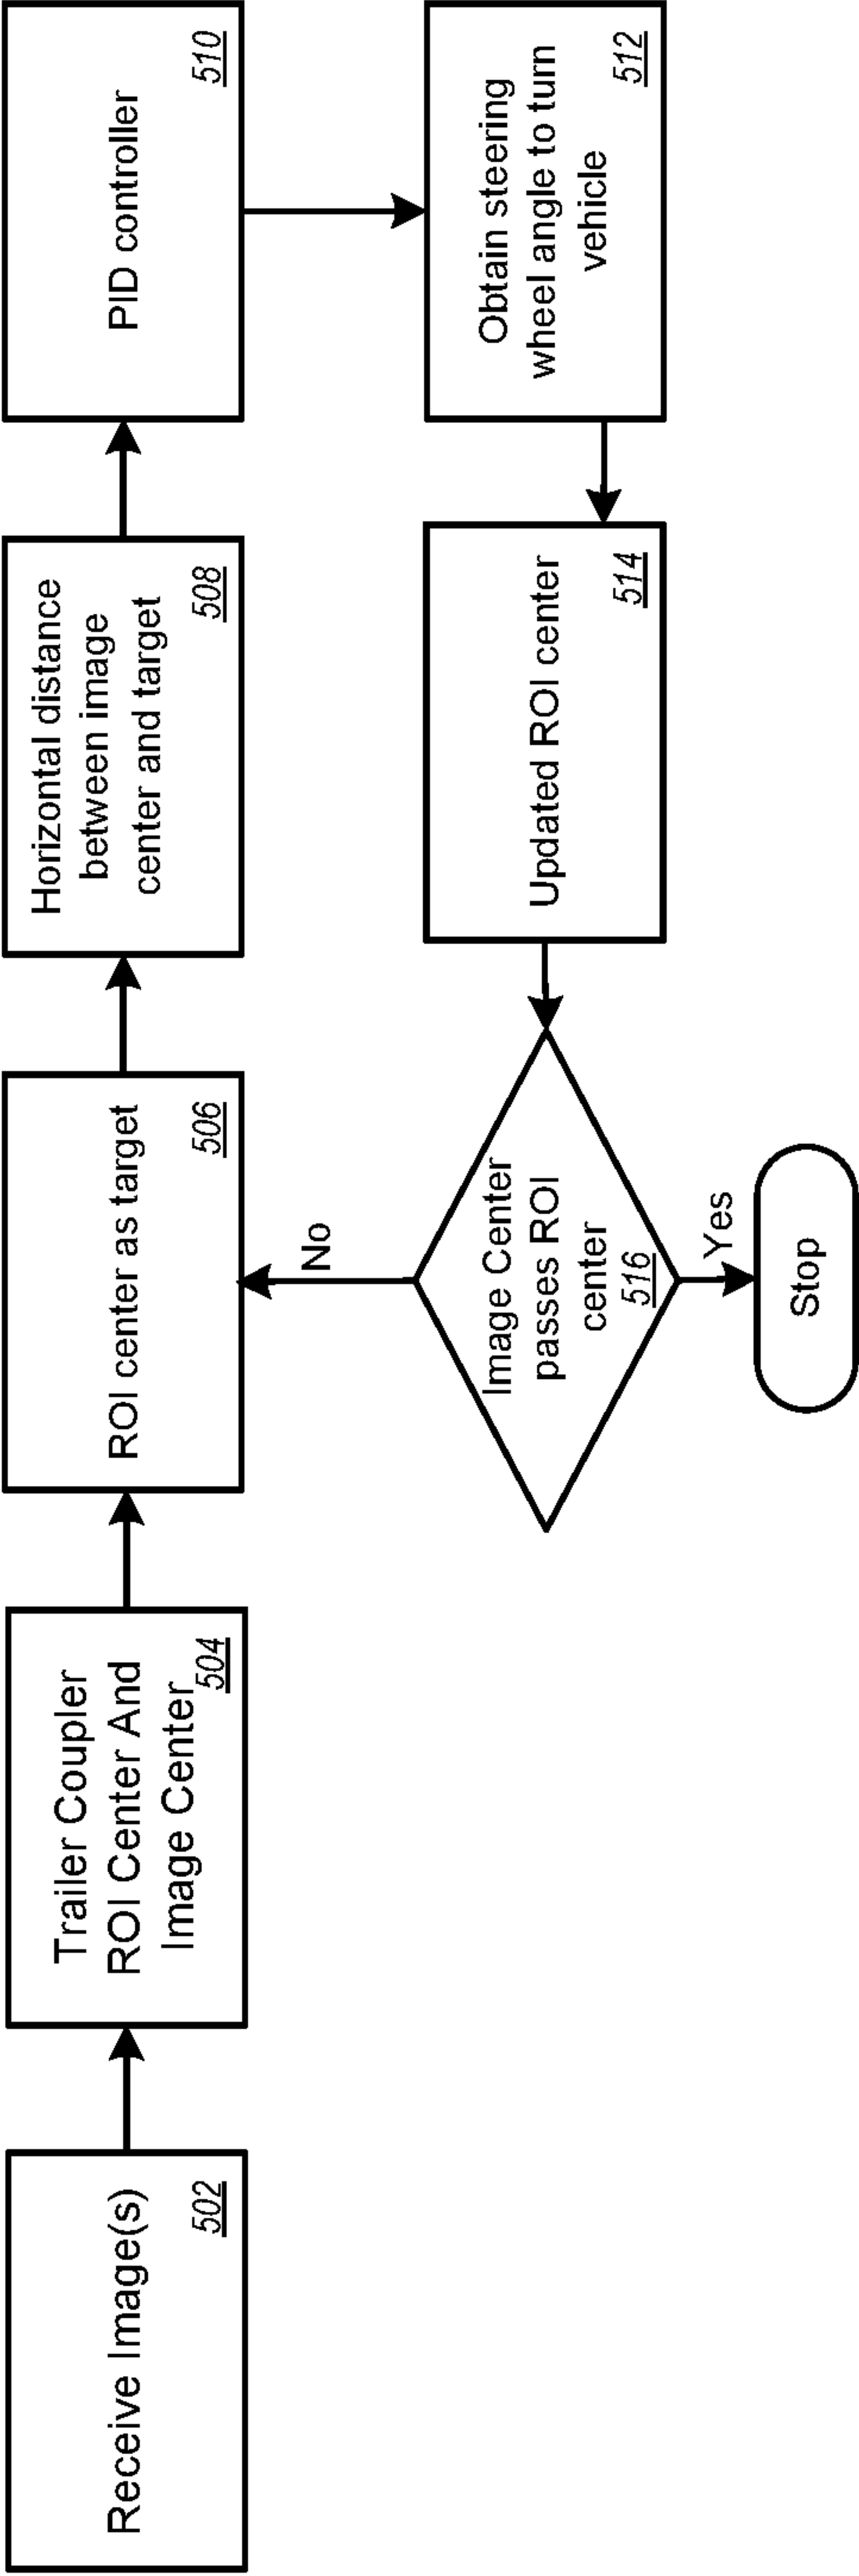 Receive Image(s)
502
Trailer Coupler
ROI Center And
Image Center
504
ROI center as target
506
Horizontal distance
between image
center and target
508
PID controller
510
Obtain steering
wheel angle to turn
vehicle
512
Updated ROI center
514
Image Center
passes ROI
center
516
No
Yes
Stop